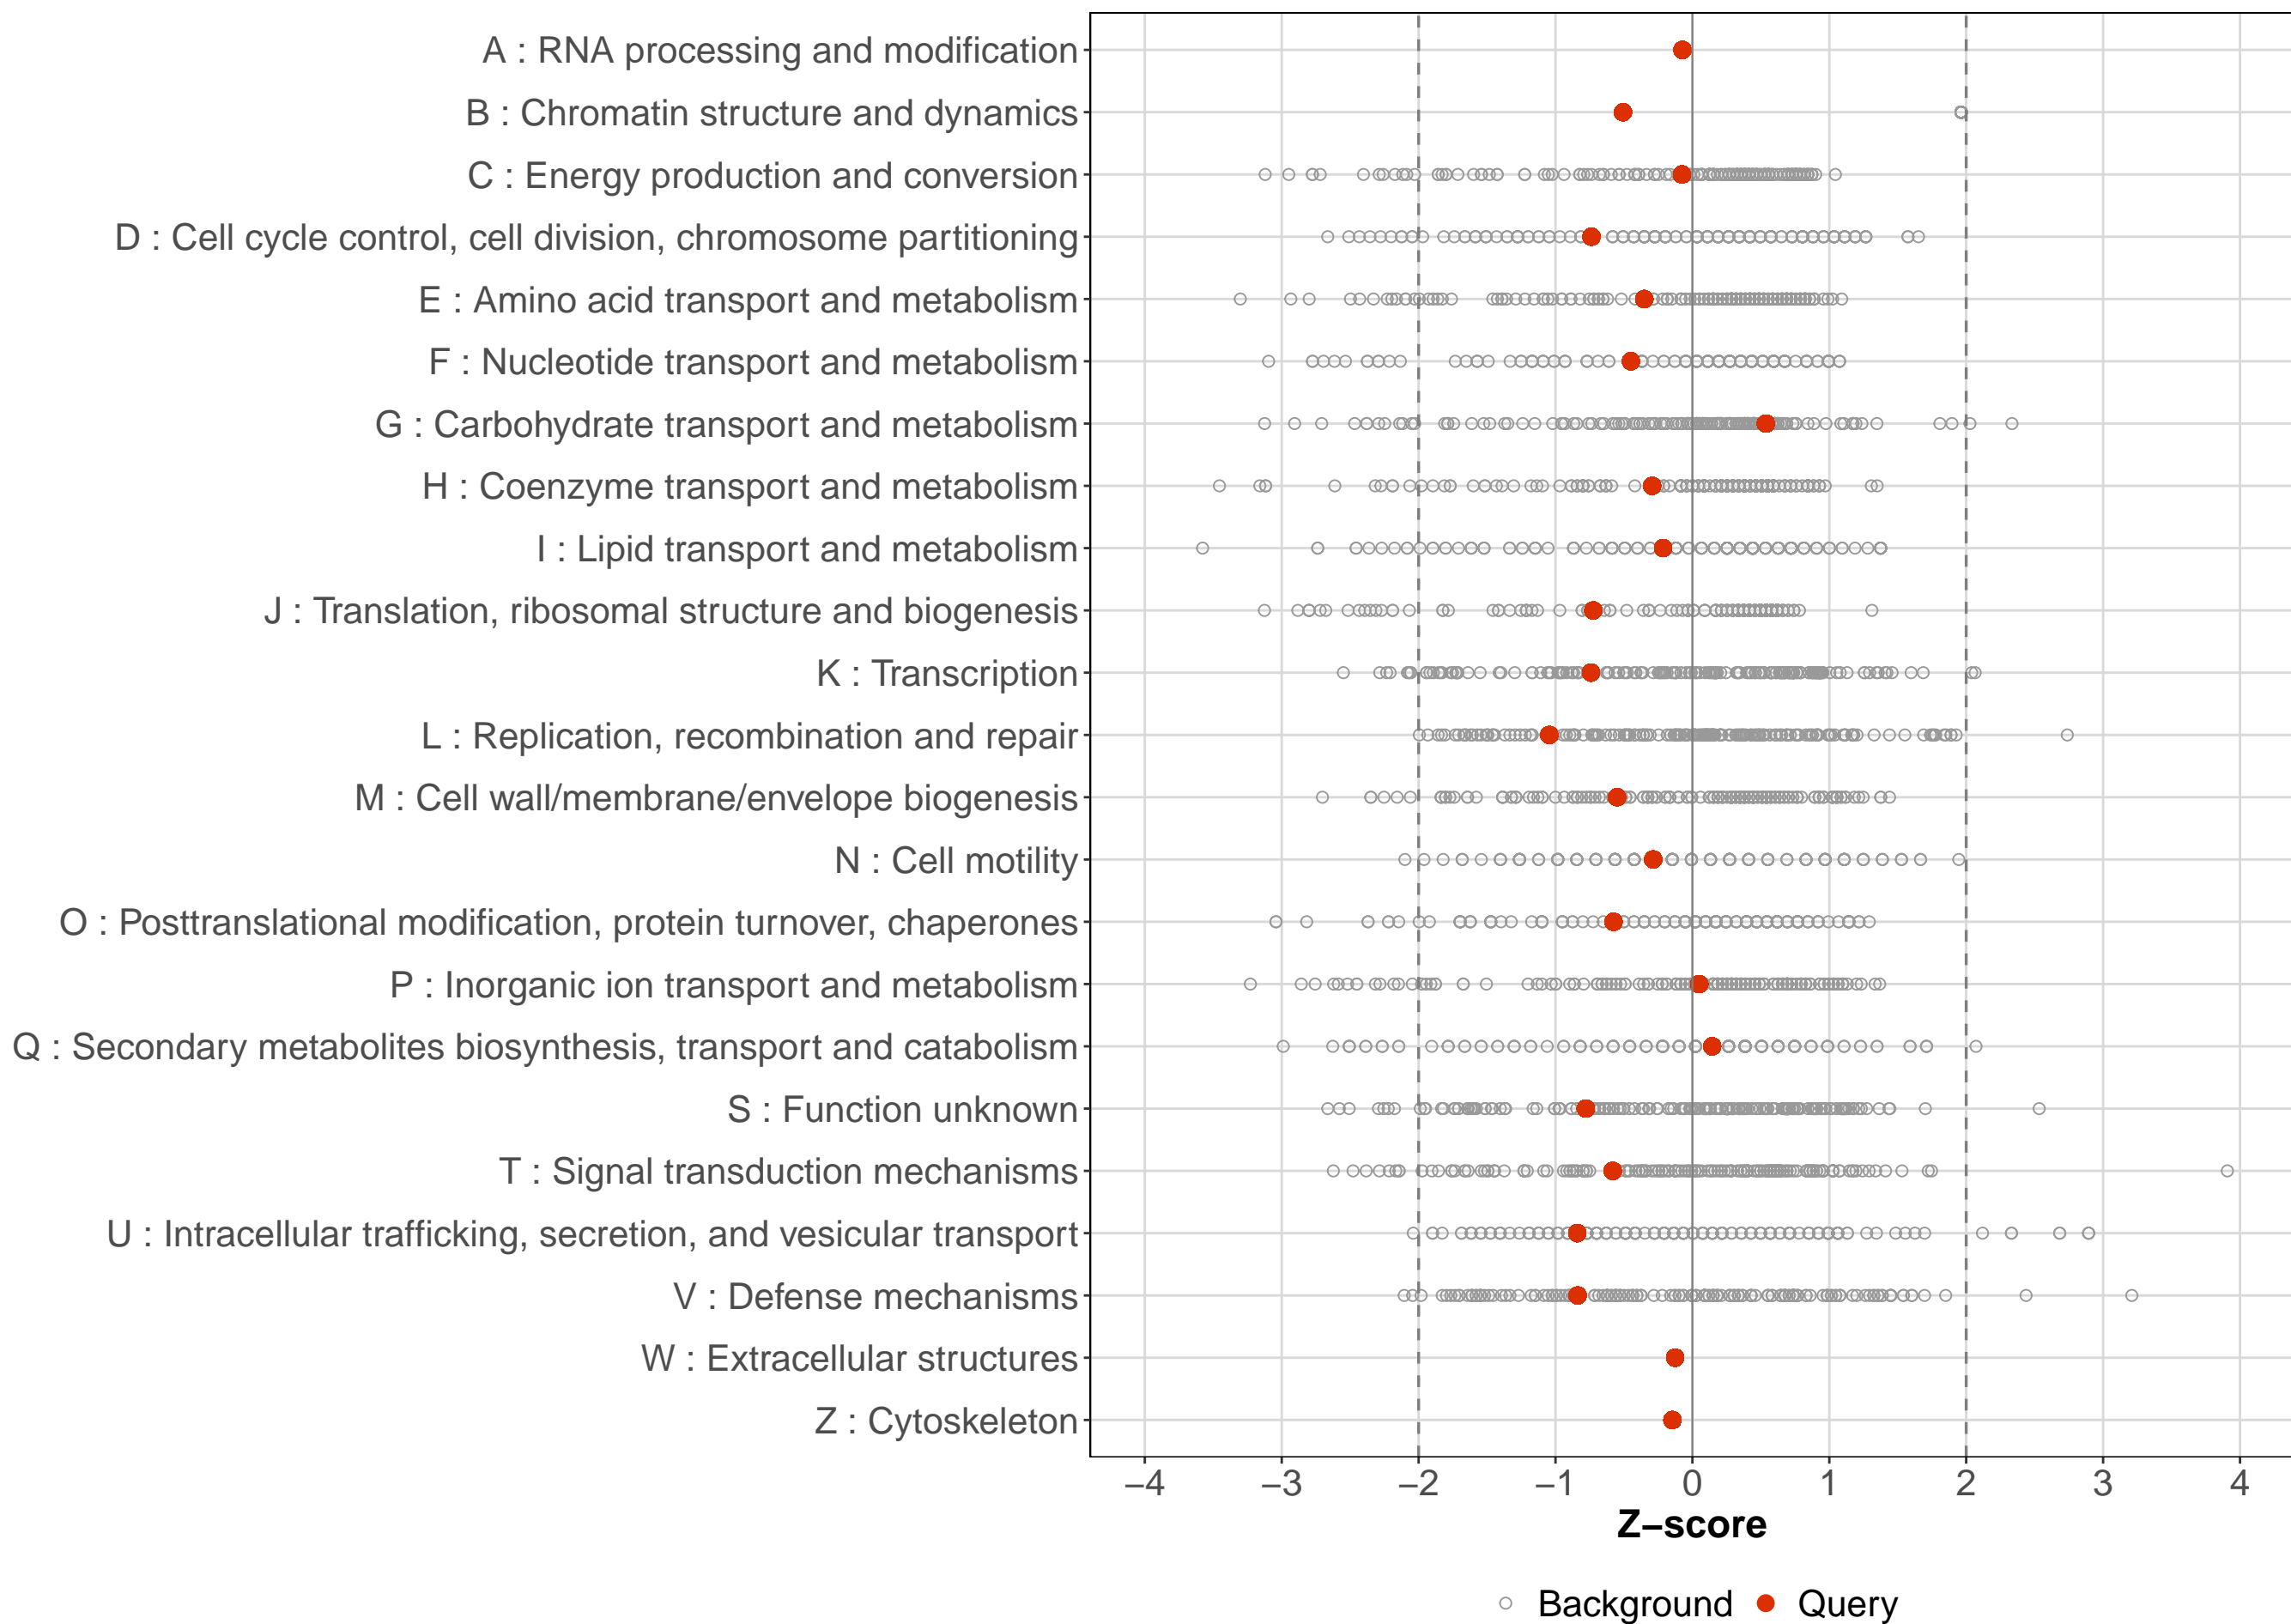 A : RNA processing and modification
B : Chromatin structure and dynamics
C : Energy production and conversion
D : Cell cycle control, cell division, chromosome partitioning
E : Amino acid transport and metabolism
F : Nucleotide transport and metabolism
G : Carbohydrate transport and metabolism
H : Coenzyme transport and metabolism
I : Lipid transport and metabolism
J : Translation, ribosomal structure and biogenesis
K : Transcription
L : Replication, recombination and repair
M : Cell wall/membrane/envelope biogenesis
N : Cell motility
O : Posttranslational modification, protein turnover, chaperones
P : Inorganic ion transport and metabolism
Q : Secondary metabolites biosynthesis, transport and catabolism
S : Function unknown
T : Signal transduction mechanisms
U : Intracellular trafficking, secretion, and vesicular transport
V : Defense mechanisms
W : Extracellular structures
Z : Cytoskeleton
−4 −3 −2 −1 0 1 2 3 4
Z−score
Background Query